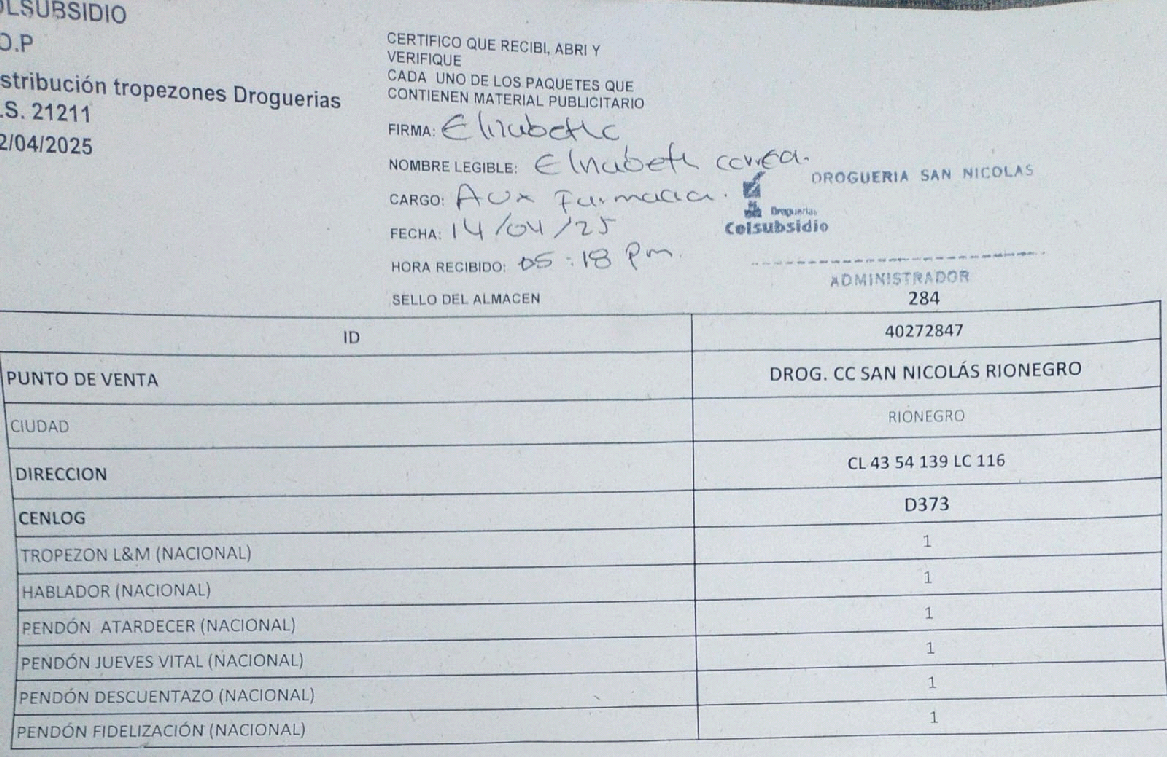 OLSUBSIDIO
O.P
stribución tropezones Droguerias
.S. 21211
2/04/2025
CERTIFICO QUE RECIBI, ABRI Y
VERIFIQUE
CADA UNO DE LOS PAQUETES QUE
CONTIENEN MATERIAL PUBLICITARIO
FIRMA: Elizabeth C
NOMBRE LEGIBLE: Elizabeth correa.
CARGO: Aux Farmacia.
FECHA: 14/04/25
HORA RECIBIDO: 05:18 pm.
SELLO DEL ALMACEN
DROGUERIA SAN NICOLAS
Droguerías
Colsubsidio
ADMINISTRADOR
284
ID 40272847
PUNTO DE VENTA DROG. CC SAN NICOLÁS RIONEGRO
CIUDAD RIONEGRO
DIRECCION CL 43 54 139 LC 116
CENLOG D373
TROPEZON L&M (NACIONAL) 1
HABLADOR (NACIONAL) 1
PENDÓN ATARDECER (NACIONAL) 1
PENDÓN JUEVES VITAL (NACIONAL) 1
PENDÓN DESCUENTAZO (NACIONAL) 1
PENDÓN FIDELIZACIÓN (NACIONAL) 1